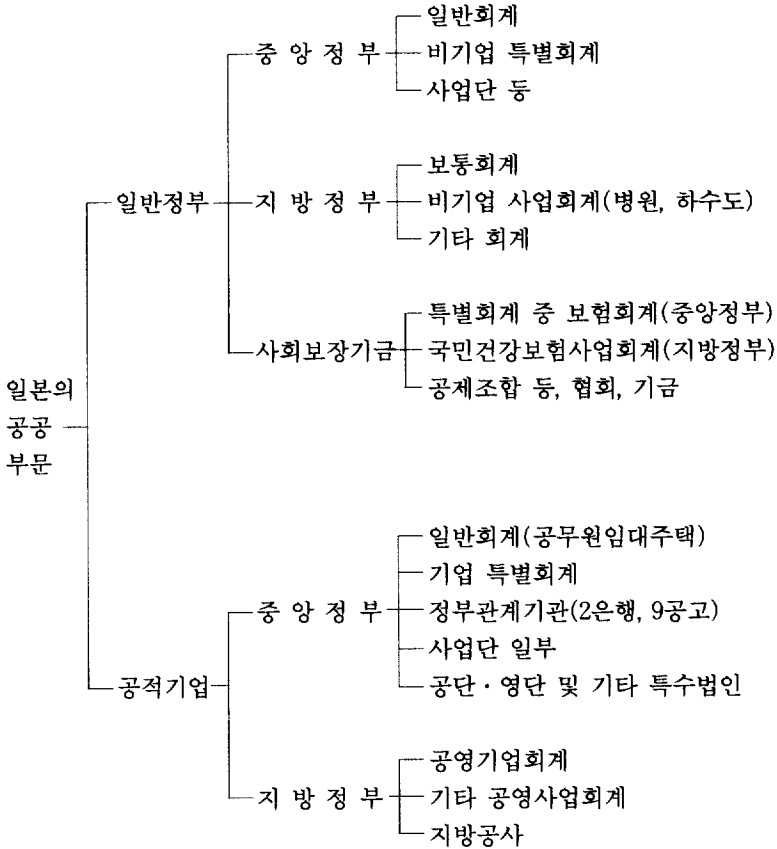 일반회계
중 앙 정 부
비기업 특별회계
사업단 등
보통회계
일반정부
지 방 정 부
비기업 사업회계(병원, 하수도)
기타 회계
특별회계 중 보험회계(중앙정부)
사회보장기금
국민건강보험사업회계(지방정부)
공제조합 등, 협회, 기금
일본의
공공
부문
일반회계(공무원임대주택)
기업 특별회계
중 앙 정 부
정부관계기관(2은행, 9공고)
사업단 일부
공적기업
공단·영단 및 기타 특수법인
공영기업회계
지 방 정 부
기타 공영사업회계
지방공사